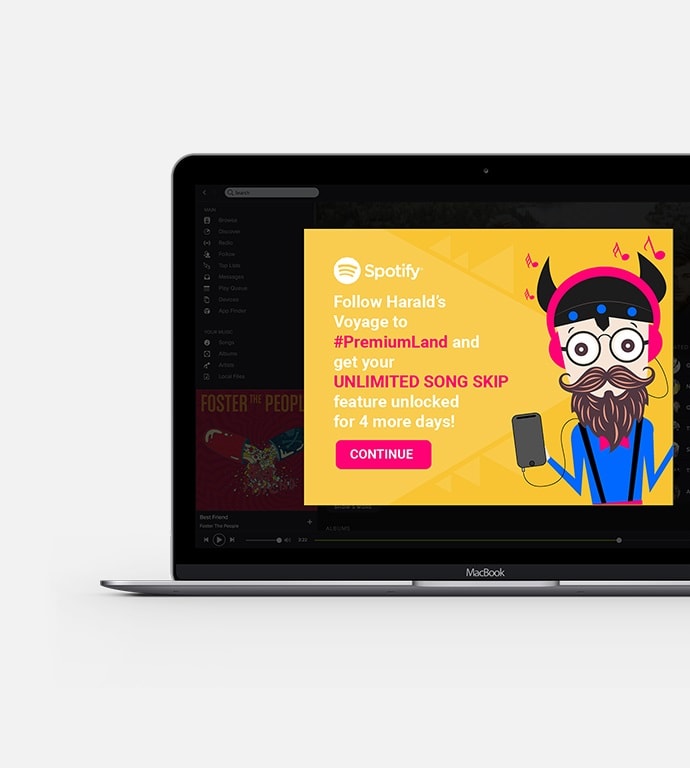 Search
MAIN
Browse
Discover
Radio
Follow
Top Lists
Messages
Play Queue
Devices
App Finder
YOUR MUSIC
Songs
Albums
Artists
Local Files
FOSTER THE PEOPL
Best Friend
Foster The People
Spotify
Follow Harald's
Voyage to
#PremiumLand and
get your
UNLIMITED SONG SKIP
feature unlocked
for 4 more days!
CONTINUE
ALBUMS
MacBook